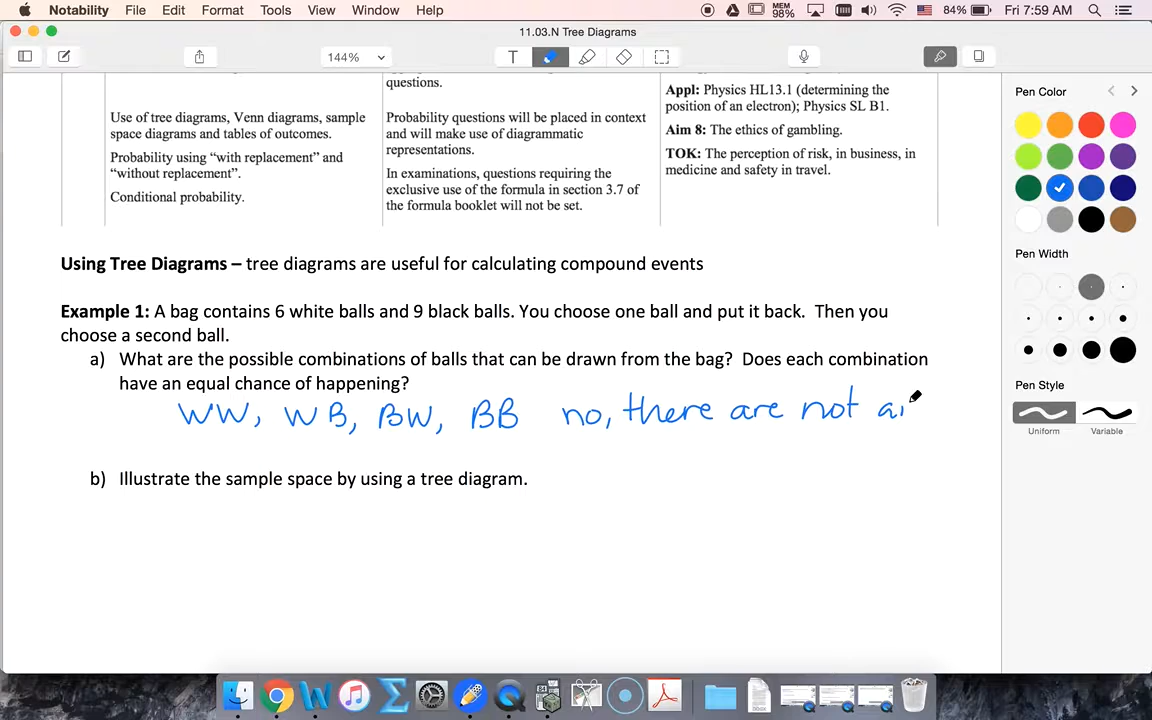 Notability File Edit Format Tools View Window Help MEM 98% 84% Fri 7:59 AM
11.03.N Tree Diagrams
144% T
questions.
Appl: Physics HL13.1 (determining the
position of an electron); Physics SL B1.
Use of tree diagrams, Venn diagrams, sample
space diagrams and tables of outcomes.
Probability using “with replacement” and
“without replacement”.
Conditional probability.
Probability questions will be placed in context
and will make use of diagrammatic
representations.
In examinations, questions requiring the
exclusive use of the formula in section 3.7 of
the formula booklet will not be set.
Aim 8: The ethics of gambling.
TOK: The perception of risk, in business, in
medicine and safety in travel.
Using Tree Diagrams – tree diagrams are useful for calculating compound events
Example 1: A bag contains 6 white balls and 9 black balls. You choose one ball and put it back. Then you
choose a second ball.
a) What are the possible combinations of balls that can be drawn from the bag? Does each combination
have an equal chance of happening?
WW, WB, BW, BB no, there are not
b) Illustrate the sample space by using a tree diagram.
Pen Color
Pen Width
Pen Style
Uniform Variable